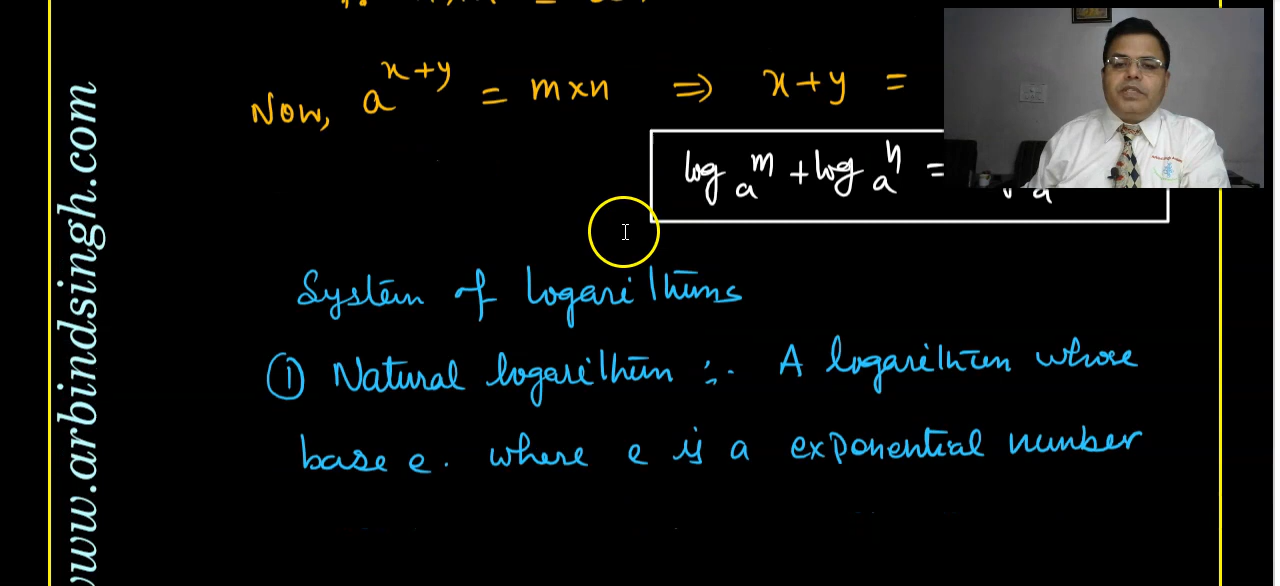 Now, a^{x+y} = m×n ⇒ x+y =
log_a m + log_a n =
System of logarithms
① Natural logarithm :- A logarithm whose
base e. where e is a exponential number
www.arbindsingh.com